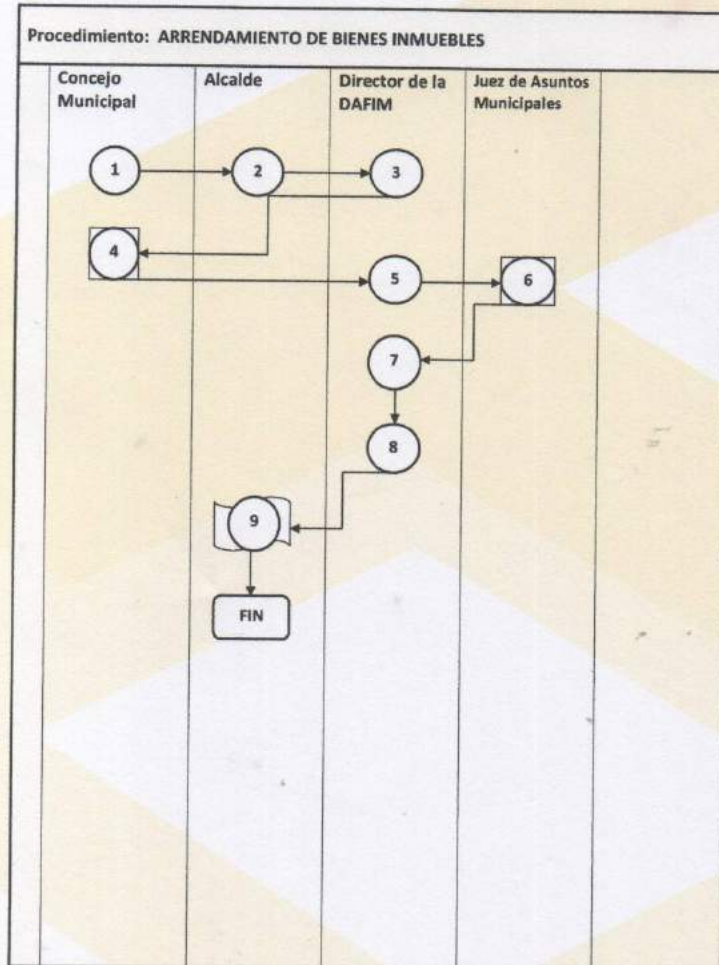 Procedimiento: ARRENDAMIENTO DE BIENES INMUEBLES
Concejo Municipal
Alcalde
Director de la DAFIM
Juez de Asuntos Municipales
1
2
3
4
5
6
7
8
9
FIN